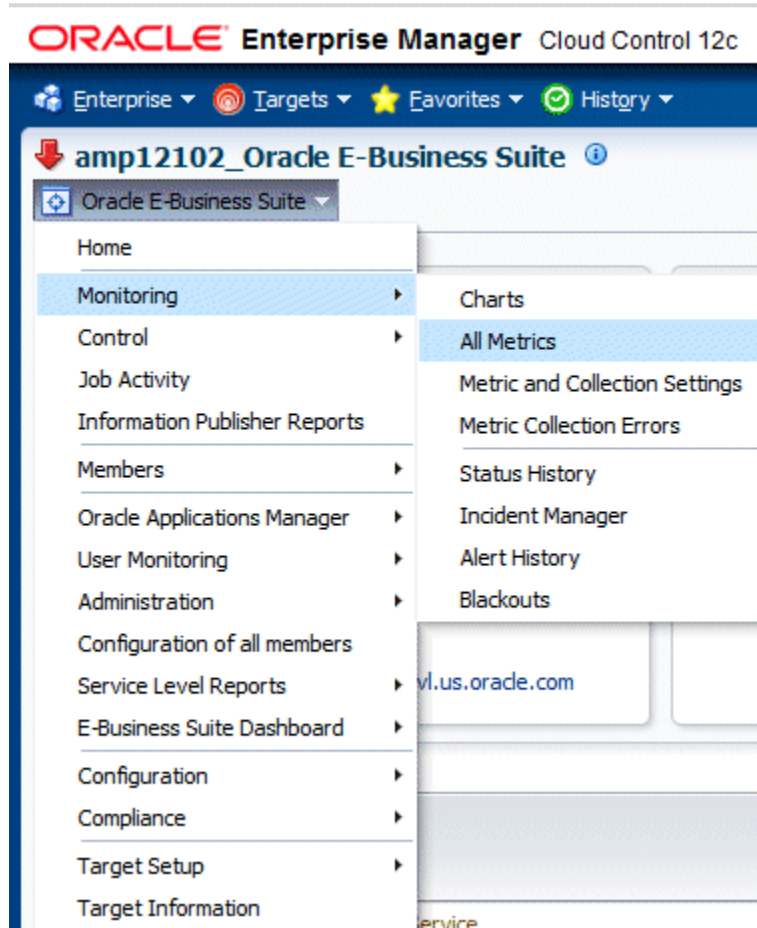 ORACLE Enterprise Manager Cloud Control 12c
Enterprise Targets Favorites History
amp12102_Oracle E-Business Suite
Oracle E-Business Suite
Home
Monitoring
Control
Job Activity
Information Publisher Reports
Members
Oracle Applications Manager
User Monitoring
Administration
Configuration of all members
Service Level Reports
E-Business Suite Dashboard
Configuration
Compliance
Target Setup
Target Information
Charts
All Metrics
Metric and Collection Settings
Metric Collection Errors
Status History
Incident Manager
Alert History
Blackouts
vl.us.oracle.com
ervice